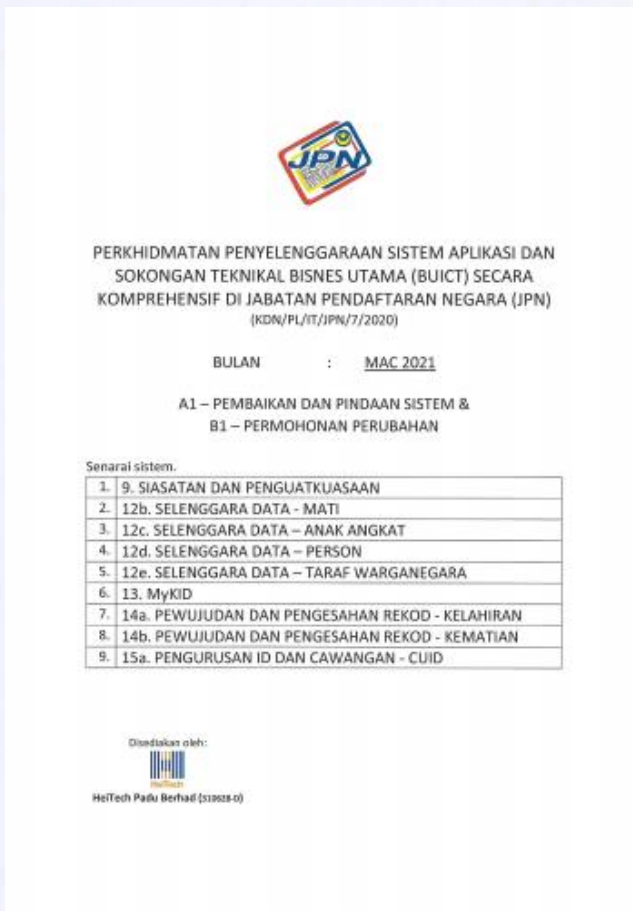 JPN
PERKHIDMATAN PENYELENGGARAAN SISTEM APLIKASI DAN
SOKONGAN TEKNIKAL BISNES UTAMA (BUICT) SECARA
KOMPREHENSIF DI JABATAN PENDAFTARAN NEGARA (JPN)
(KDN/PL/IT/JPN/7/2020)
BULAN : MAC 2021
A1 – PEMBAIKAN DAN PINDAAN SISTEM &
B1 – PERMOHONAN PERUBAHAN
Senarai sistem.
1. 9. SIASATAN DAN PENGUATKUASAAN
2. 12b. SELENGGARA DATA - MATI
3. 12c. SELENGGARA DATA – ANAK ANGKAT
4. 12d. SELENGGARA DATA – PERSON
5. 12e. SELENGGARA DATA – TARAF WARGANEGARA
6. 13. MyKID
7. 14a. PEWUJUDAN DAN PENGESAHAN REKOD - KELAHIRAN
8. 14b. PEWUJUDAN DAN PENGESAHAN REKOD - KEMATIAN
9. 15a. PENGURUSAN ID DAN CAWANGAN - CUID
Disediakan oleh:
HeiTech
HeiTech Padu Berhad (310628-D)